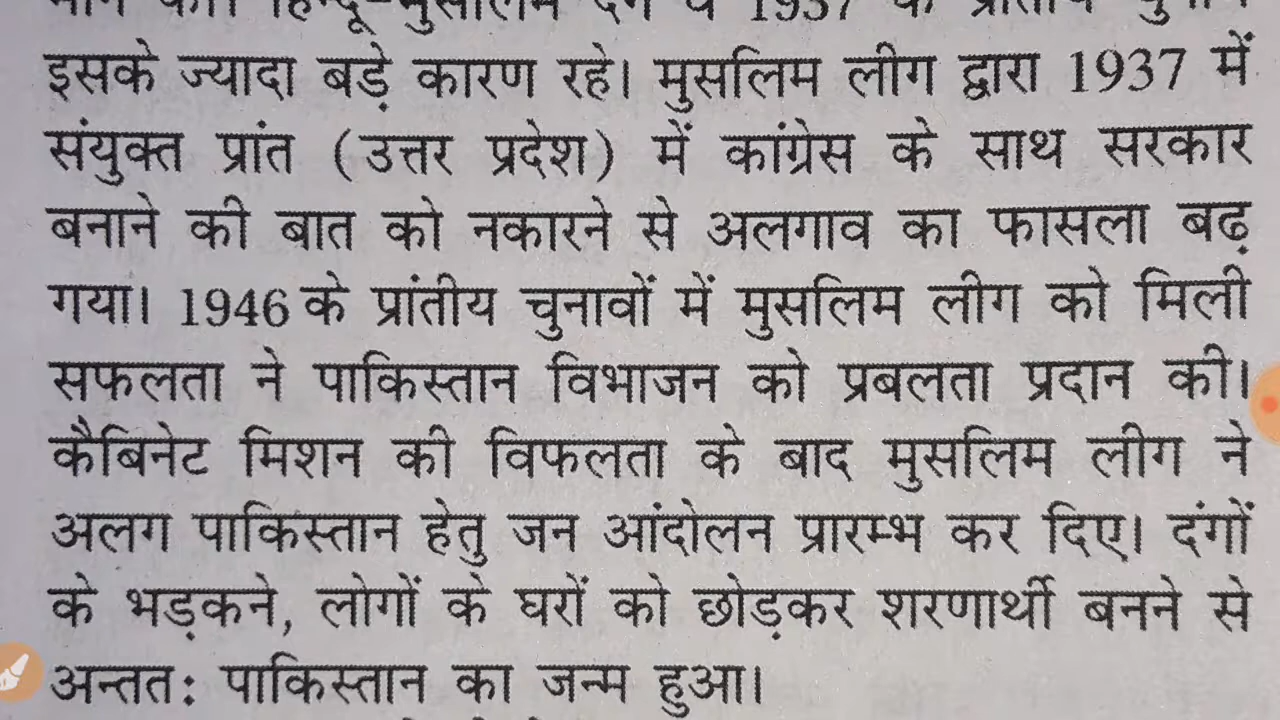 हिन्दू-मुसलिम दंगे व 1937 के प्रांतीय
इसके ज्यादा बड़े कारण रहे। मुसलिम लीग द्वारा 1937 में
संयुक्त प्रांत (उत्तर प्रदेश) में कांग्रेस के साथ सरकार
बनाने की बात को नकारने से अलगाव का फासला बढ़
गया। 1946 के प्रांतीय चुनावों में मुसलिम लीग को मिली
सफलता ने पाकिस्तान विभाजन को प्रबलता प्रदान की।
कैबिनेट मिशन की विफलता के बाद मुसलिम लीग ने
अलग पाकिस्तान हेतु जन आंदोलन प्रारम्भ कर दिए। दंगों
के भड़कने, लोगों के घरों को छोड़कर शरणार्थी बनने से
अन्ततः पाकिस्तान का जन्म हुआ।